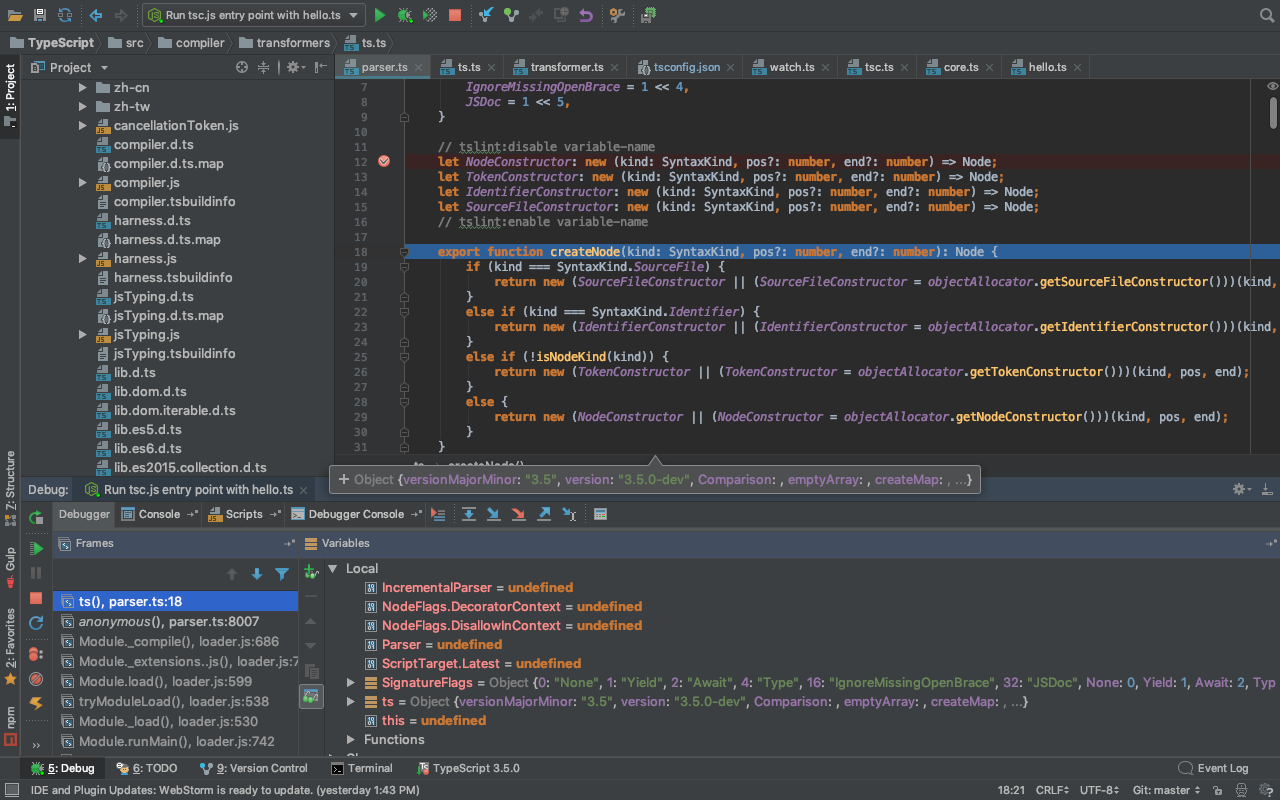 Run tsc.js entry point with hello.ts
TypeScript src compiler transformers ts.ts
1: Project
Project
parser.ts ts.ts transformer.ts tsconfig.json watch.ts tsc.ts core.ts hello.ts
zh-cn
zh-tw
cancellationToken.js
compiler.d.ts
compiler.d.ts.map
compiler.js
compiler.tsbuildinfo
harness.d.ts
harness.d.ts.map
harness.js
harness.tsbuildinfo
jsTyping.d.ts
jsTyping.d.ts.map
jsTyping.js
jsTyping.tsbuildinfo
lib.d.ts
lib.dom.d.ts
lib.dom.iterable.d.ts
lib.es5.d.ts
lib.es6.d.ts
lib.es2015.collection.d.ts
7 IgnoreMissingOpenBrace = 1 << 4,
8 JSDoc = 1 << 5,
9 }
10
11 // tslint:disable variable-name
12 let NodeConstructor: new (kind: SyntaxKind, pos?: number, end?: number) => Node;
13 let TokenConstructor: new (kind: SyntaxKind, pos?: number, end?: number) => Node;
14 let IdentifierConstructor: new (kind: SyntaxKind, pos?: number, end?: number) => Node;
15 let SourceFileConstructor: new (kind: SyntaxKind, pos?: number, end?: number) => Node;
16 // tslint:enable variable-name
17
18 export function createNode(kind: SyntaxKind, pos?: number, end?: number): Node {
19 if (kind === SyntaxKind.SourceFile) {
20 return new (SourceFileConstructor || (SourceFileConstructor = objectAllocator.getSourceFileConstructor()))(kind,
21 }
22 else if (kind === SyntaxKind.Identifier) {
23 return new (IdentifierConstructor || (IdentifierConstructor = objectAllocator.getIdentifierConstructor()))(kind,
24 }
25 else if (!isNodeKind(kind)) {
26 return new (TokenConstructor || (TokenConstructor = objectAllocator.getTokenConstructor()))(kind, pos, end);
27 }
28 else {
29 return new (NodeConstructor || (NodeConstructor = objectAllocator.getNodeConstructor()))(kind, pos, end);
30 }
31 }
ts createNode()
+ Object {versionMajorMinor: "3.5", version: "3.5.0-dev", Comparison: , emptyArray: , createMap: , ...}
Z: Structure
Gulp
2: Favorites
npm
Debug: Run tsc.js entry point with hello.ts
Debugger Console Scripts Debugger Console
Frames
Variables
ts(), parser.ts:18
anonymous(), parser.ts:8007
Module._compile(), loader.js:686
Module._extensions..js(), loader.js:7
Module.load(), loader.js:599
tryModuleLoad(), loader.js:538
Module._load(), loader.js:530
Module.runMain(), loader.js:742
Local
IncrementalParser = undefined
NodeFlags.DecoratorContext = undefined
NodeFlags.DisallowInContext = undefined
Parser = undefined
ScriptTarget.Latest = undefined
SignatureFlags = Object {0: "None", 1: "Yield", 2: "Await", 4: "Type", 16: "IgnoreMissingOpenBrace", 32: "JSDoc", None: 0, Yield: 1, Await: 2, Typ
ts = Object {versionMajorMinor: "3.5", version: "3.5.0-dev", Comparison: , emptyArray: , createMap: , ...}
this = undefined
Functions
5: Debug 6: TODO 9: Version Control Terminal TypeScript 3.5.0 Event Log
IDE and Plugin Updates: WebStorm is ready to update. (yesterday 1:43 PM) 18:21 CRLF UTF-8 Git: master